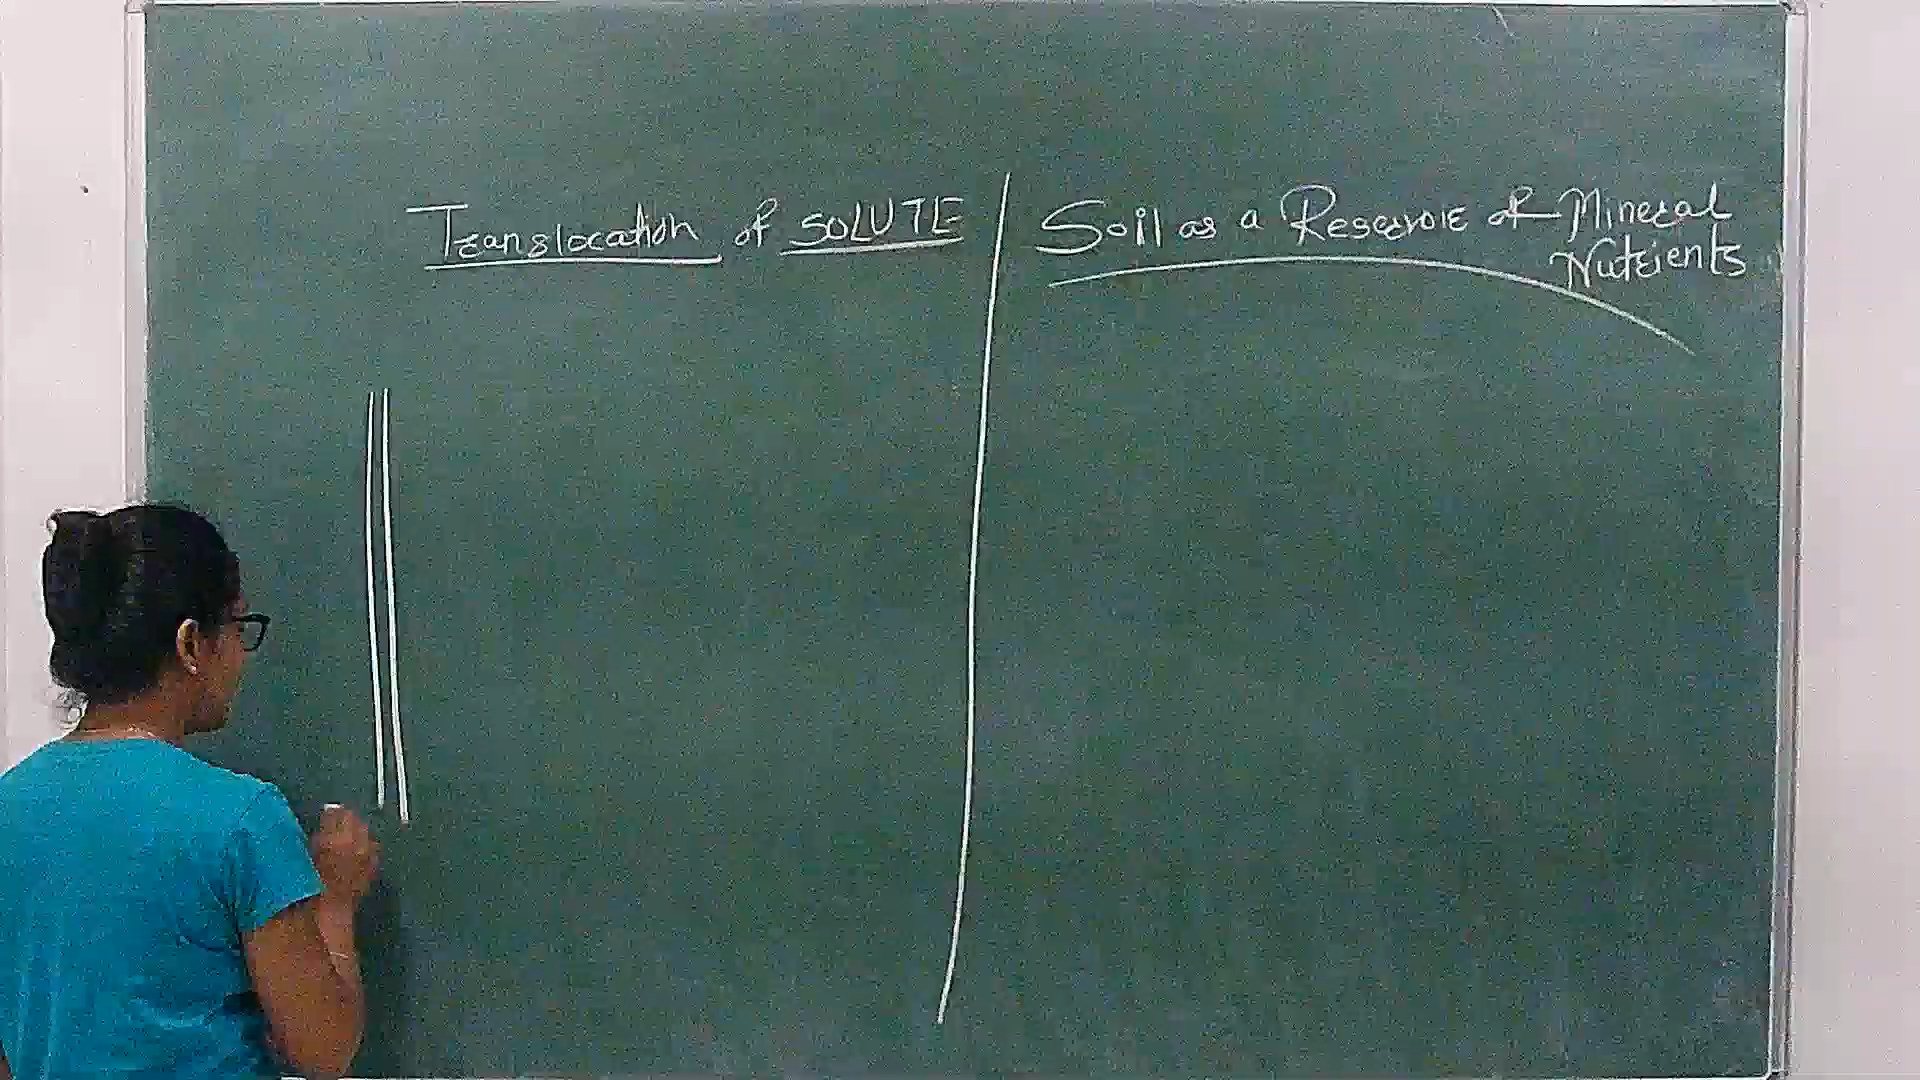 Translocation of SOLUTE
Soil as a Reservoir of Mineral
Nutrients